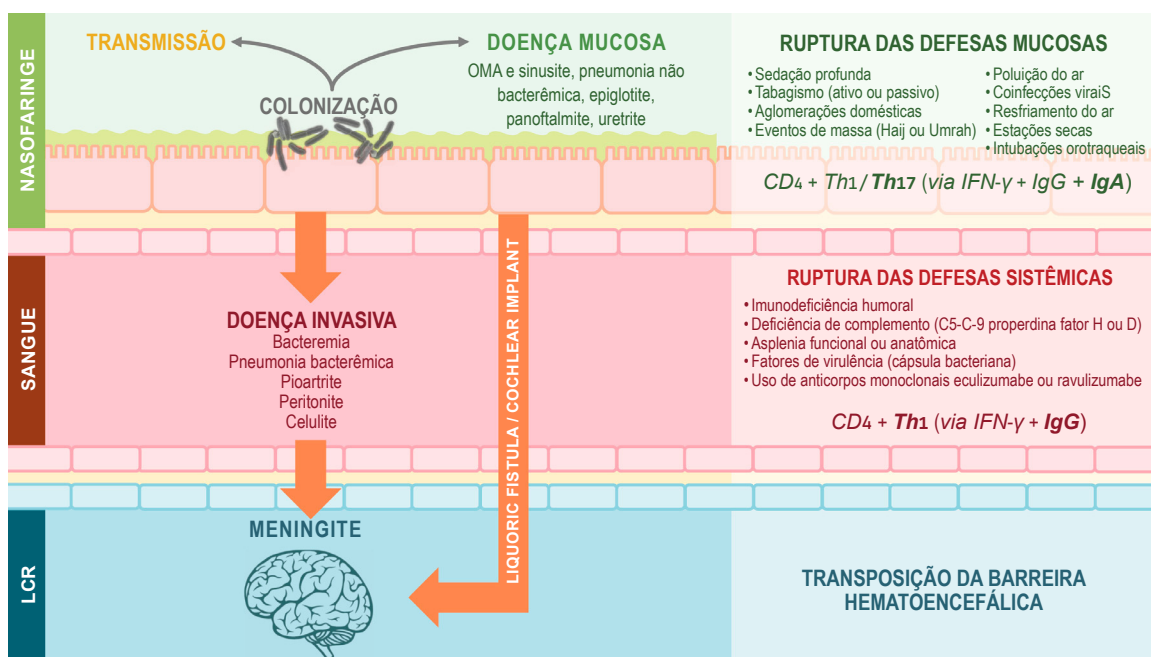 NASOFARINGE
TRANSMISSÃO
DOENÇA MUCOSA
OMA e sinusite, pneumonia não
bacterêmica, epiglotite,
panoftalmite, uretrite
COLONIZAÇÃO
RUPTURA DAS DEFESAS MUCOSAS
• Sedação profunda
• Tabagismo (ativo ou passivo)
• Aglomerações domésticas
• Eventos de massa (Haij ou Umrah)
• Poluição do ar
• Coinfecções viraiS
• Resfriamento do ar
• Estações secas
• Intubações orotraqueais
CD4 + Th1/Th17 (via IFN-γ + IgG + IgA)
SANGUE
DOENÇA INVASIVA
Bacteremia
Pneumonia bacterêmica
Pioartrite
Peritonite
Celulite
LIQUORIC FISTULA / COCHLEAR IMPLANT
RUPTURA DAS DEFESAS SISTÊMICAS
• Imunodeficiência humoral
• Deficiência de complemento (C5-C-9 properdina fator H ou D)
• Asplenia funcional ou anatômica
• Fatores de virulência (cápsula bacteriana)
• Uso de anticorpos monoclonais eculizumabe ou ravulizumabe
CD4 + Th1 (via IFN-γ + IgG)
LCR
MENINGITE
TRANSPOSIÇÃO DA BARREIRA
HEMATOENCEFÁLICA